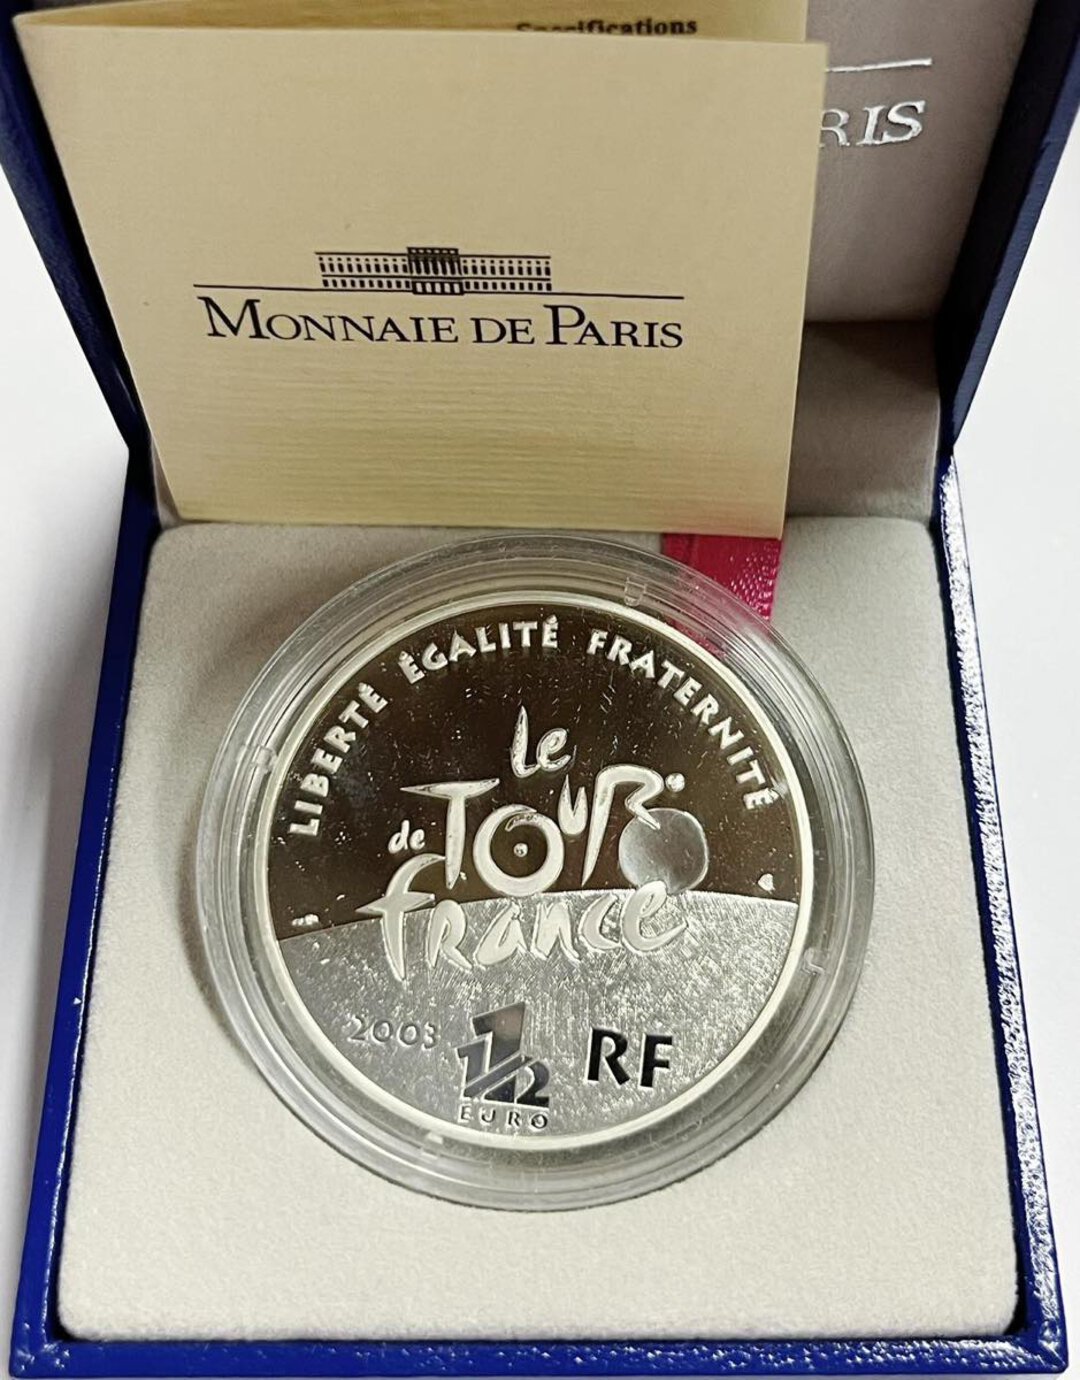 Specifications
RIS
MONNAIE DE PARIS
LIBERTÉ ÉGALITÉ FRATERNITÉ
le
TOUR
de
france
2003
1 1/2
EURO
RF